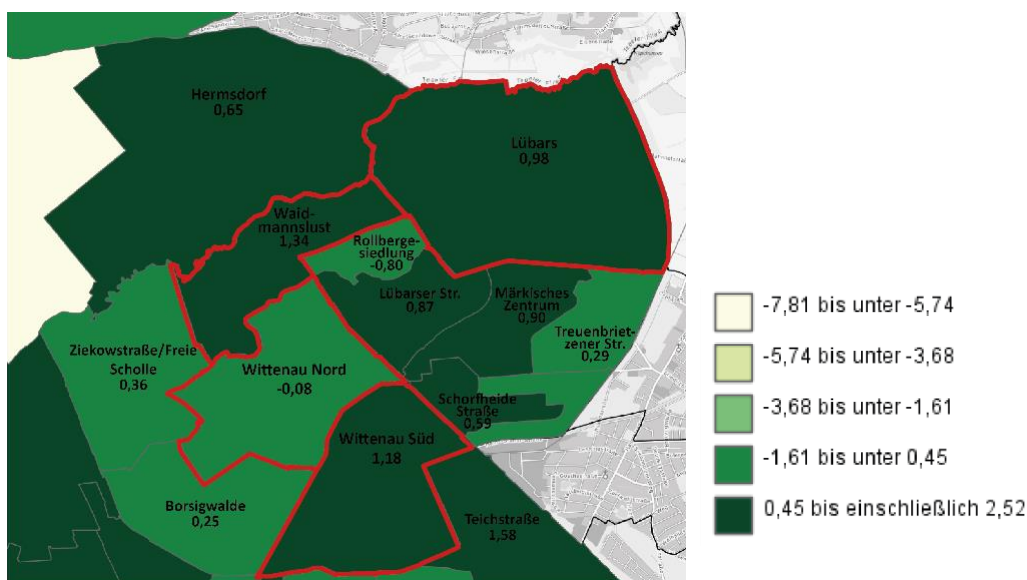 Hermsdorf
0,65
Lübars
0,98
Waid-
mannslust
1,34
Rollberge-
siedlung
-0,80
Lübarser Str.
0,87
Märkisches
Zentrum
0,90
Treuenbriet-
zener Str.
0,29
Ziekowstraße/Freie
Scholle
0,36
Wittenau Nord
-0,08
Schorfheide
Straße
0,59
Wittenau Süd
1,18
Borsigwalde
0,25
Teichstraße
1,58
-7,81 bis unter -5,74
-5,74 bis unter -3,68
-3,68 bis unter -1,61
-1,61 bis unter 0,45
0,45 bis einschließlich 2,52